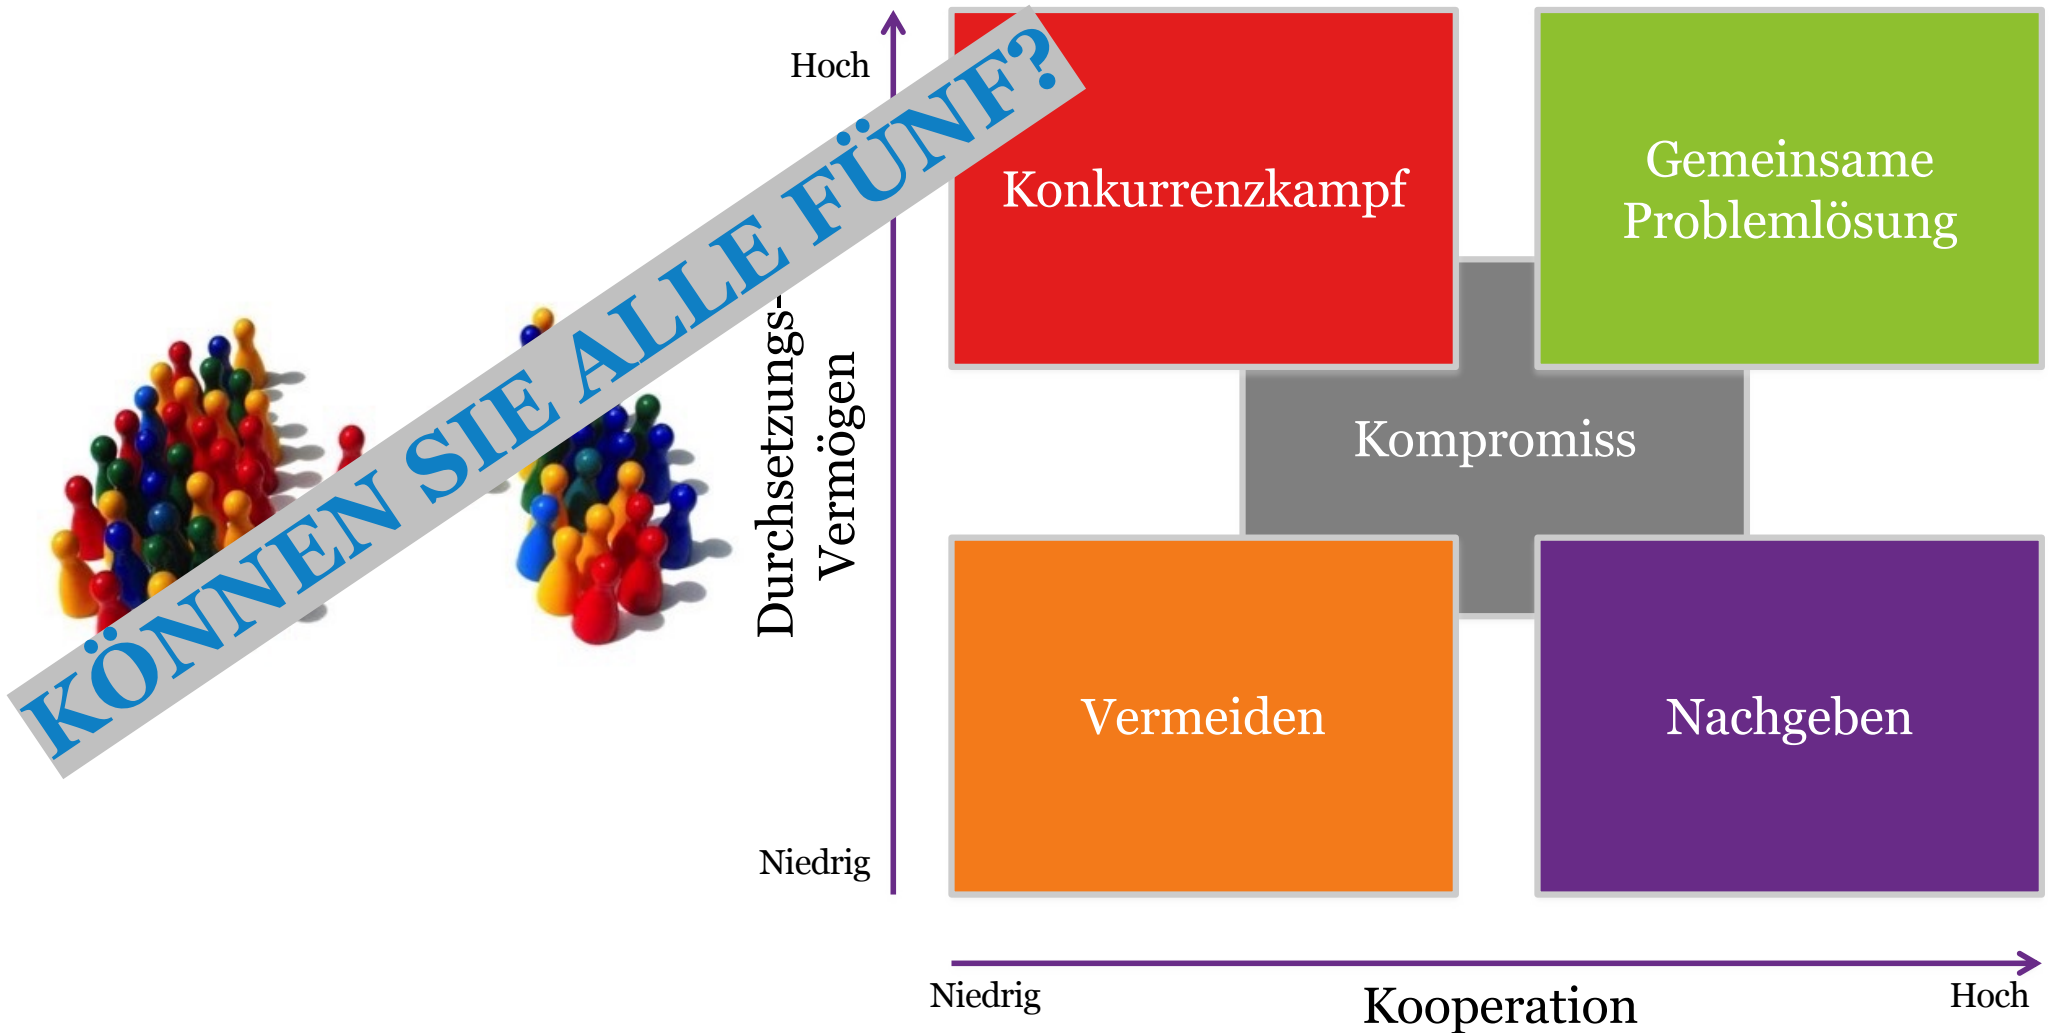 KÖNNEN SIE ALLE FÜNF?
Hoch
Durchsetzungs-
Vermögen
Niedrig
Konkurrenzkampf
Gemeinsame
Problemlösung
Kompromiss
Vermeiden
Nachgeben
Niedrig
Kooperation
Hoch